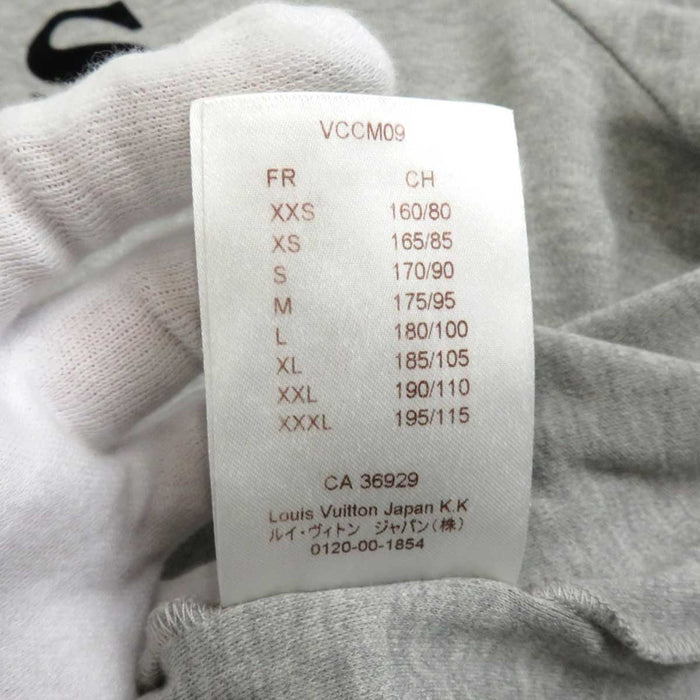 S
VCCM09
FR CH
XXS 160/80
XS 165/85
S 170/90
M 175/95
L 180/100
XL 185/105
XXL 190/110
XXXL 195/115
CA 36929
Louis Vuitton Japan K.K
ルイ・ヴィトン ジャパン(株)
0120-00-1854